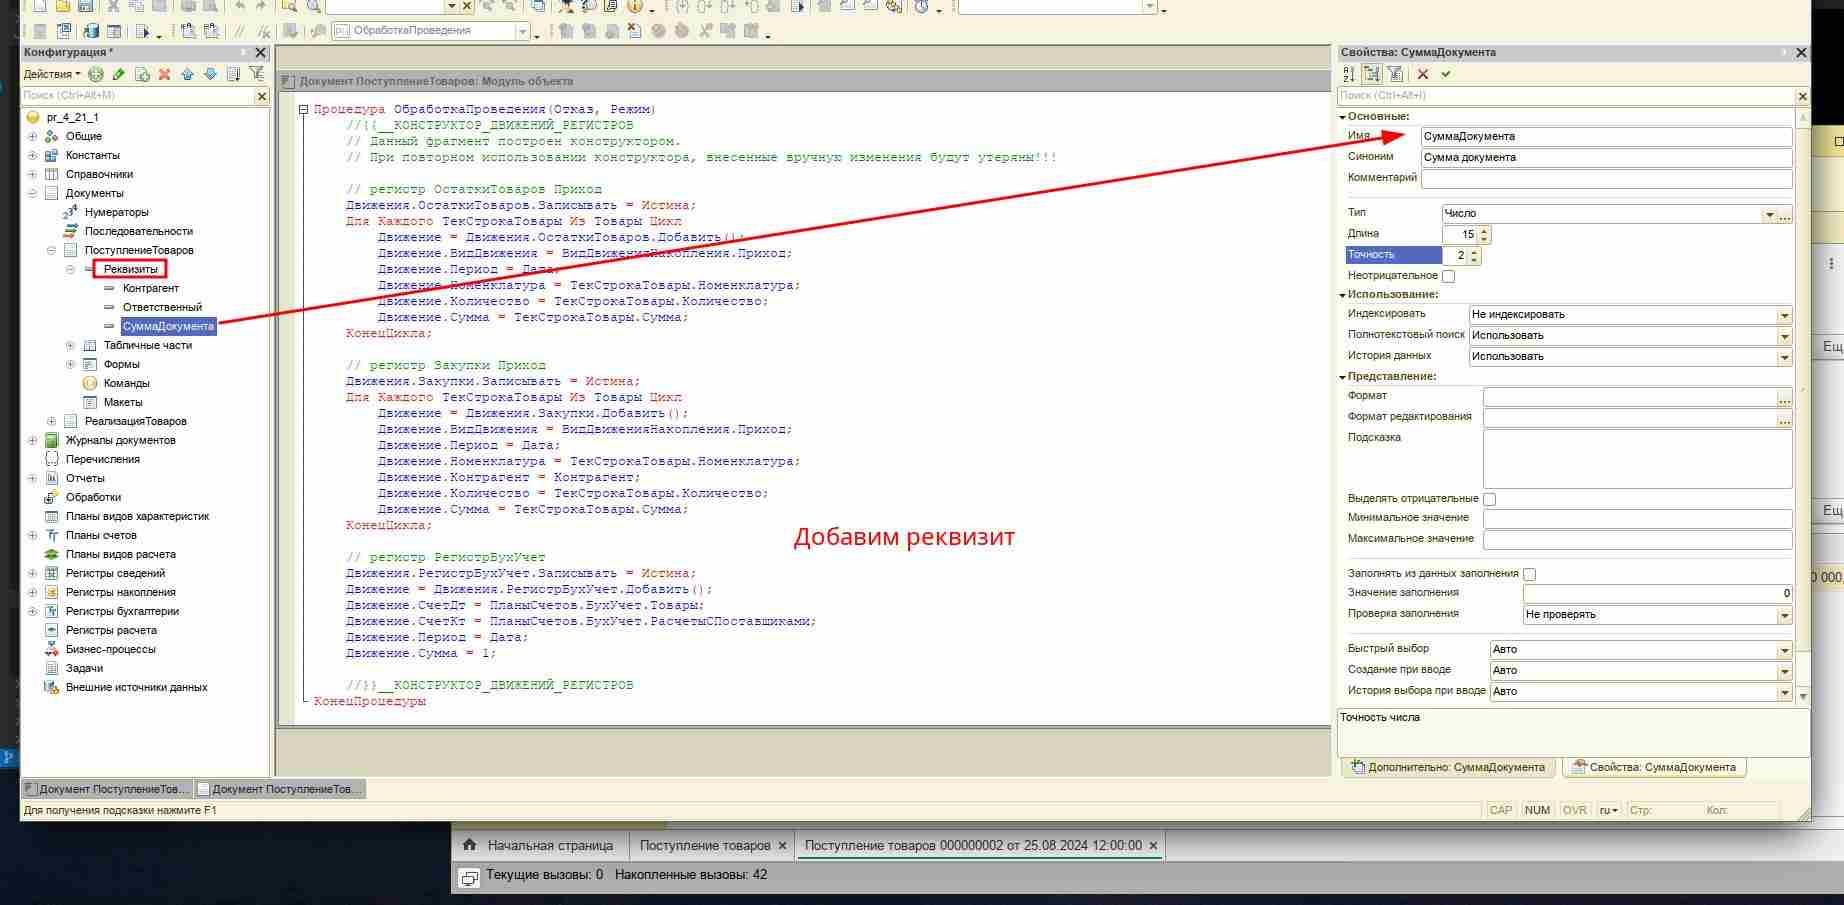 ОбработкаПроведения
Конфигурация *
Действия
Поиск (Ctrl+Alt+M)
pr_4_21_1
Общие
Константы
Справочники
Документы
Нумераторы
Последовательности
ПоступлениеТоваров
Реквизиты
Контрагент
Ответственный
СуммаДокумента
Табличные части
Формы
Команды
Макеты
РеализацияТоваров
Журналы документов
Перечисления
Отчеты
Обработки
Планы видов характеристик
Планы счетов
Планы видов расчета
Регистры сведений
Регистры накопления
Регистры бухгалтерии
Регистры расчета
Бизнес-процессы
Задачи
Внешние источники данных
Документ ПоступлениеТоваров: Модуль объекта
Процедура ОбработкаПроведения(Отказ, Режим)
//{{__КОНСТРУКТОР_ДВИЖЕНИЙ_РЕГИСТРОВ
// Данный фрагмент построен конструктором.
// При повторном использовании конструктора, внесенные вручную изменения будут утеряны!!!
// регистр ОстаткиТоваров Приход
Движения.ОстаткиТоваров.Записывать = Истина;
Для Каждого ТекСтрокаТовары Из Товары Цикл
Движение = Движения.ОстаткиТоваров.Добавить();
Движение.ВидДвижения = ВидДвиженияНакопления.Приход;
Движение.Период = Дата;
Движение.Номенклатура = ТекСтрокаТовары.Номенклатура;
Движение.Количество = ТекСтрокаТовары.Количество;
Движение.Сумма = ТекСтрокаТовары.Сумма;
КонецЦикла;
// регистр Закупки Приход
Движения.Закупки.Записывать = Истина;
Для Каждого ТекСтрокаТовары Из Товары Цикл
Движение = Движения.Закупки.Добавить();
Движение.ВидДвижения = ВидДвиженияНакопления.Приход;
Движение.Период = Дата;
Движение.Номенклатура = ТекСтрокаТовары.Номенклатура;
Движение.Контрагент = Контрагент;
Движение.Количество = ТекСтрокаТовары.Количество;
Движение.Сумма = ТекСтрокаТовары.Сумма;
КонецЦикла;
Добавим реквизит
// регистр РегистрБухУчет
Движения.РегистрБухУчет.Записывать = Истина;
Движение = Движения.РегистрБухУчет.Добавить();
Движение.СчетДт = ПланыСчетов.БухУчет.Товары;
Движение.СчетКт = ПланыСчетов.БухУчет.РасчетыСПоставщиками;
Движение.Период = Дата;
Движение.Сумма = 1;
//}}__КОНСТРУКТОР_ДВИЖЕНИЙ_РЕГИСТРОВ
КонецПроцедуры
Свойства: СуммаДокумента
Поиск (Ctrl+Alt+I)
Основные:
Имя СуммаДокумента
Синоним Сумма документа
Комментарий
Тип Число
Длина 15
Точность 2
Неотрицательное
Использование:
Индексировать Не индексировать
Полнотекстовый поиск Использовать
История данных Использовать
Представление:
Формат
Формат редактирования
Подсказка
Выделять отрицательные
Минимальное значение
Максимальное значение
Заполнять из данных заполнения
Значение заполнения 0
Проверка заполнения Не проверять
Быстрый выбор Авто
Создание при вводе Авто
История выбора при вводе Авто
Точность числа
Дополнительно: СуммаДокумента Свойства: СуммаДокумента
Ещ
Ещ
0 000,
Документ ПоступлениеТов... Документ ПоступлениеТов...
Для получения подсказки нажмите F1
CAP NUM OVR ru Стр: Кол:
Начальная страница Поступление товаров × Поступление товаров 000000002 от 25.08.2024 12:00:00 ×
Текущие вызовы: 0 Накопленные вызовы: 42